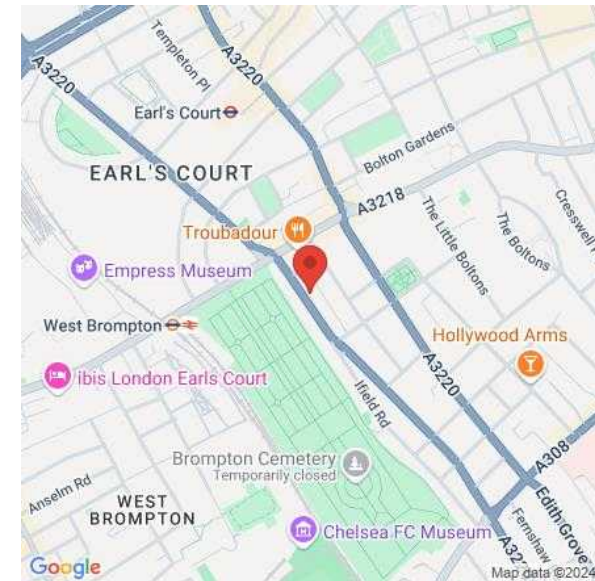 A3220
Templeton Pl
A3220
Earl's Court
Bolton Gardens
EARL'S COURT
A3218
Cresswell
The Boltons
The Little Boltons
Troubadour
Empress Museum
West Brompton
Hollywood Arms
ibis London Earls Court
A3220
Ifield Rd
A308
Brompton Cemetery
Temporarily closed
Anselm Rd
WEST
BROMPTON
Edith Grove
Fernshaw
Chelsea FC Museum
Google
Map data ©2024